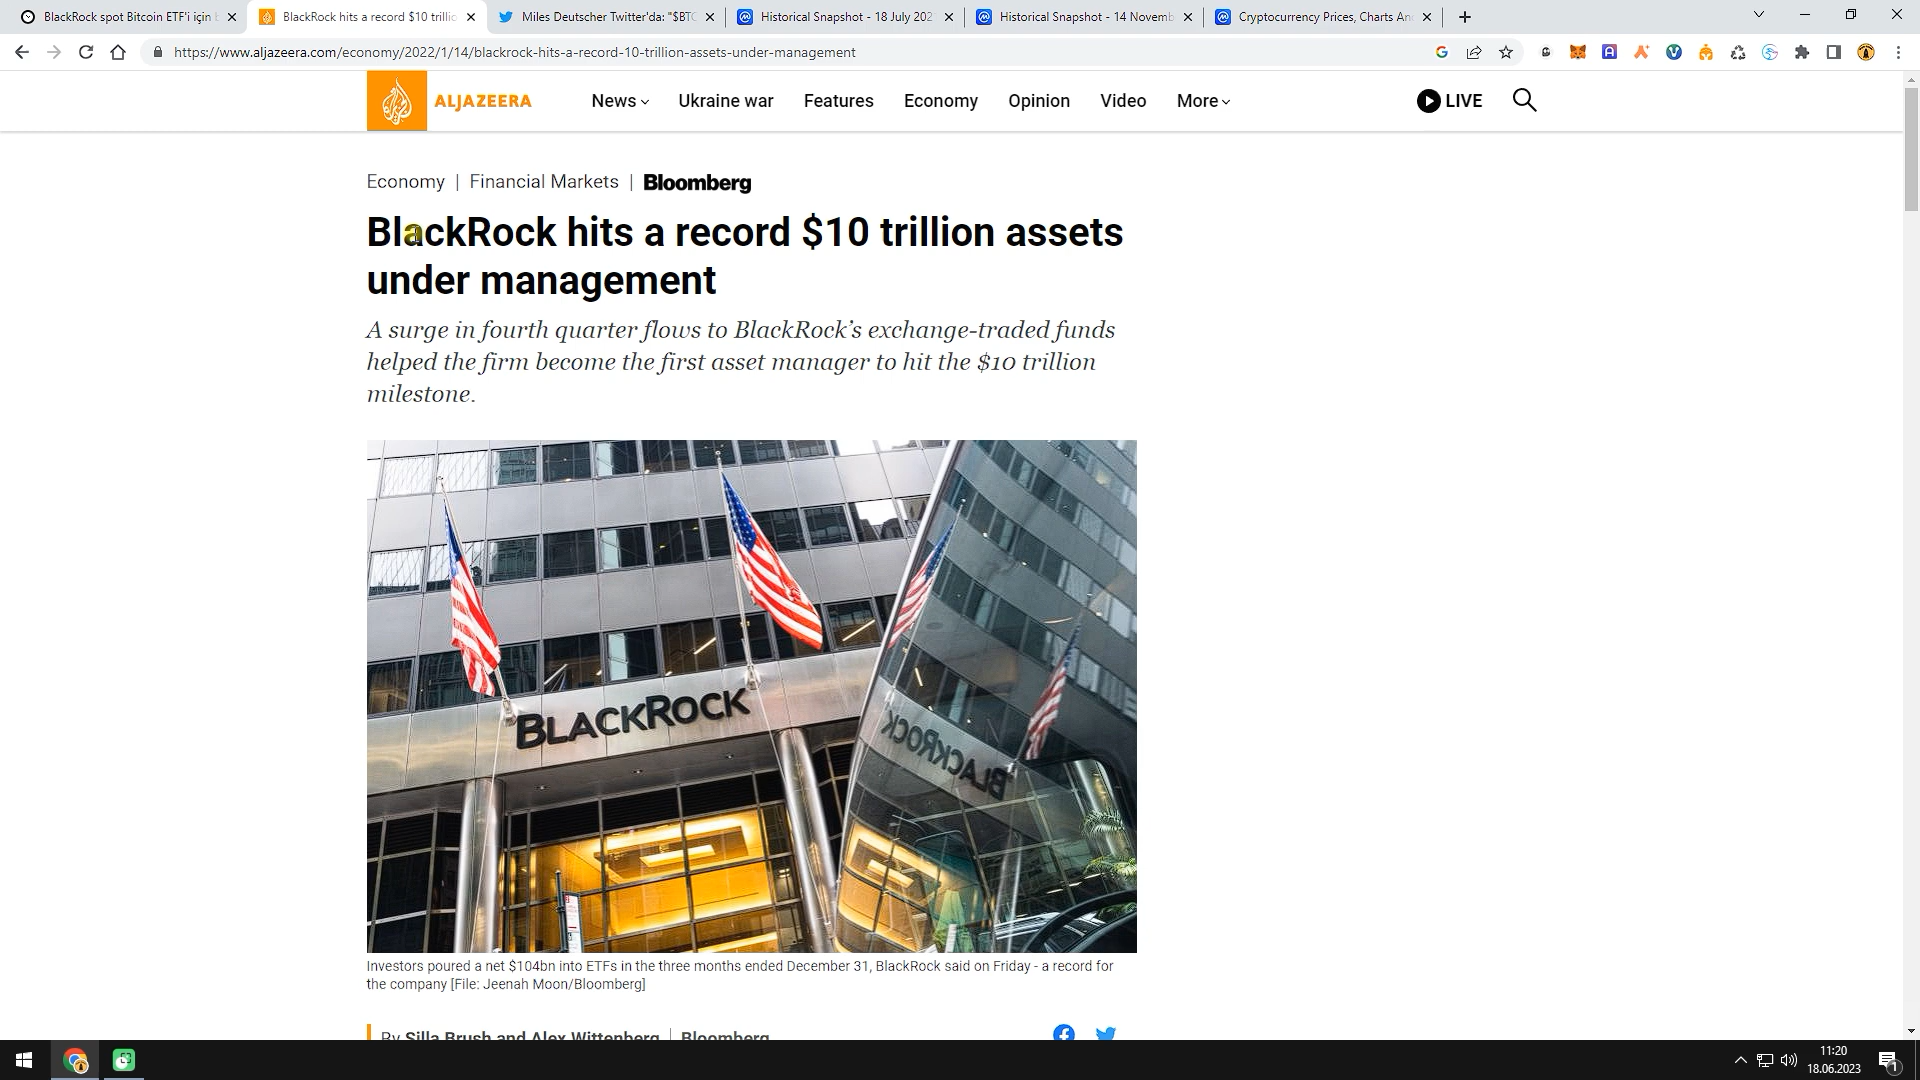 BlackRock spot Bitcoin ETF'i için
BlackRock hits a record $10 trillio
Miles Deutscher Twitter'da: "$BTC
Historical Snapshot - 18 July 202
Historical Snapshot - 14 Novemb
Cryptocurrency Prices, Charts An
https://www.aljazeera.com/economy/2022/1/14/blackrock-hits-a-record-10-trillion-assets-under-management
ALJAZEERA
News
Ukraine war
Features
Economy
Opinion
Video
More
LIVE
Economy | Financial Markets | Bloomberg
BlackRock hits a record $10 trillion assets
under management
A surge in fourth quarter flows to BlackRock’s exchange-traded funds
helped the firm become the first asset manager to hit the $10 trillion
milestone.
BLACKROCK
BLACKROCK
Investors poured a net $104bn into ETFs in the three months ended December 31, BlackRock said on Friday - a record for
the company [File: Jeenah Moon/Bloomberg]
By Silla Brush and Alex Wittenberg | Bloomberg
11:20
18.06.2023
1